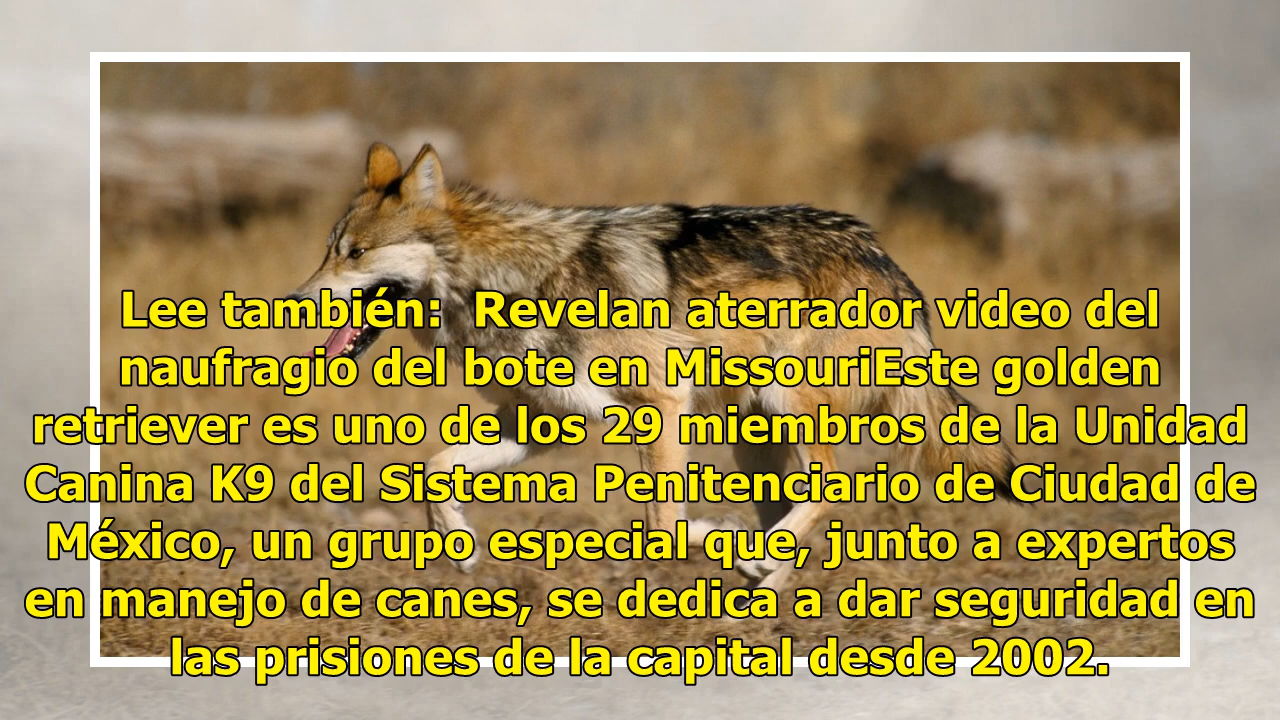 Lee también:  Revelan aterrador video del
naufragio del bote en MissouriEste golden
retriever es uno de los 29 miembros de la Unidad
Canina K9 del Sistema Penitenciario de Ciudad de
México, un grupo especial que, junto a expertos
en manejo de canes, se dedica a dar seguridad en
las prisiones de la capital desde 2002.